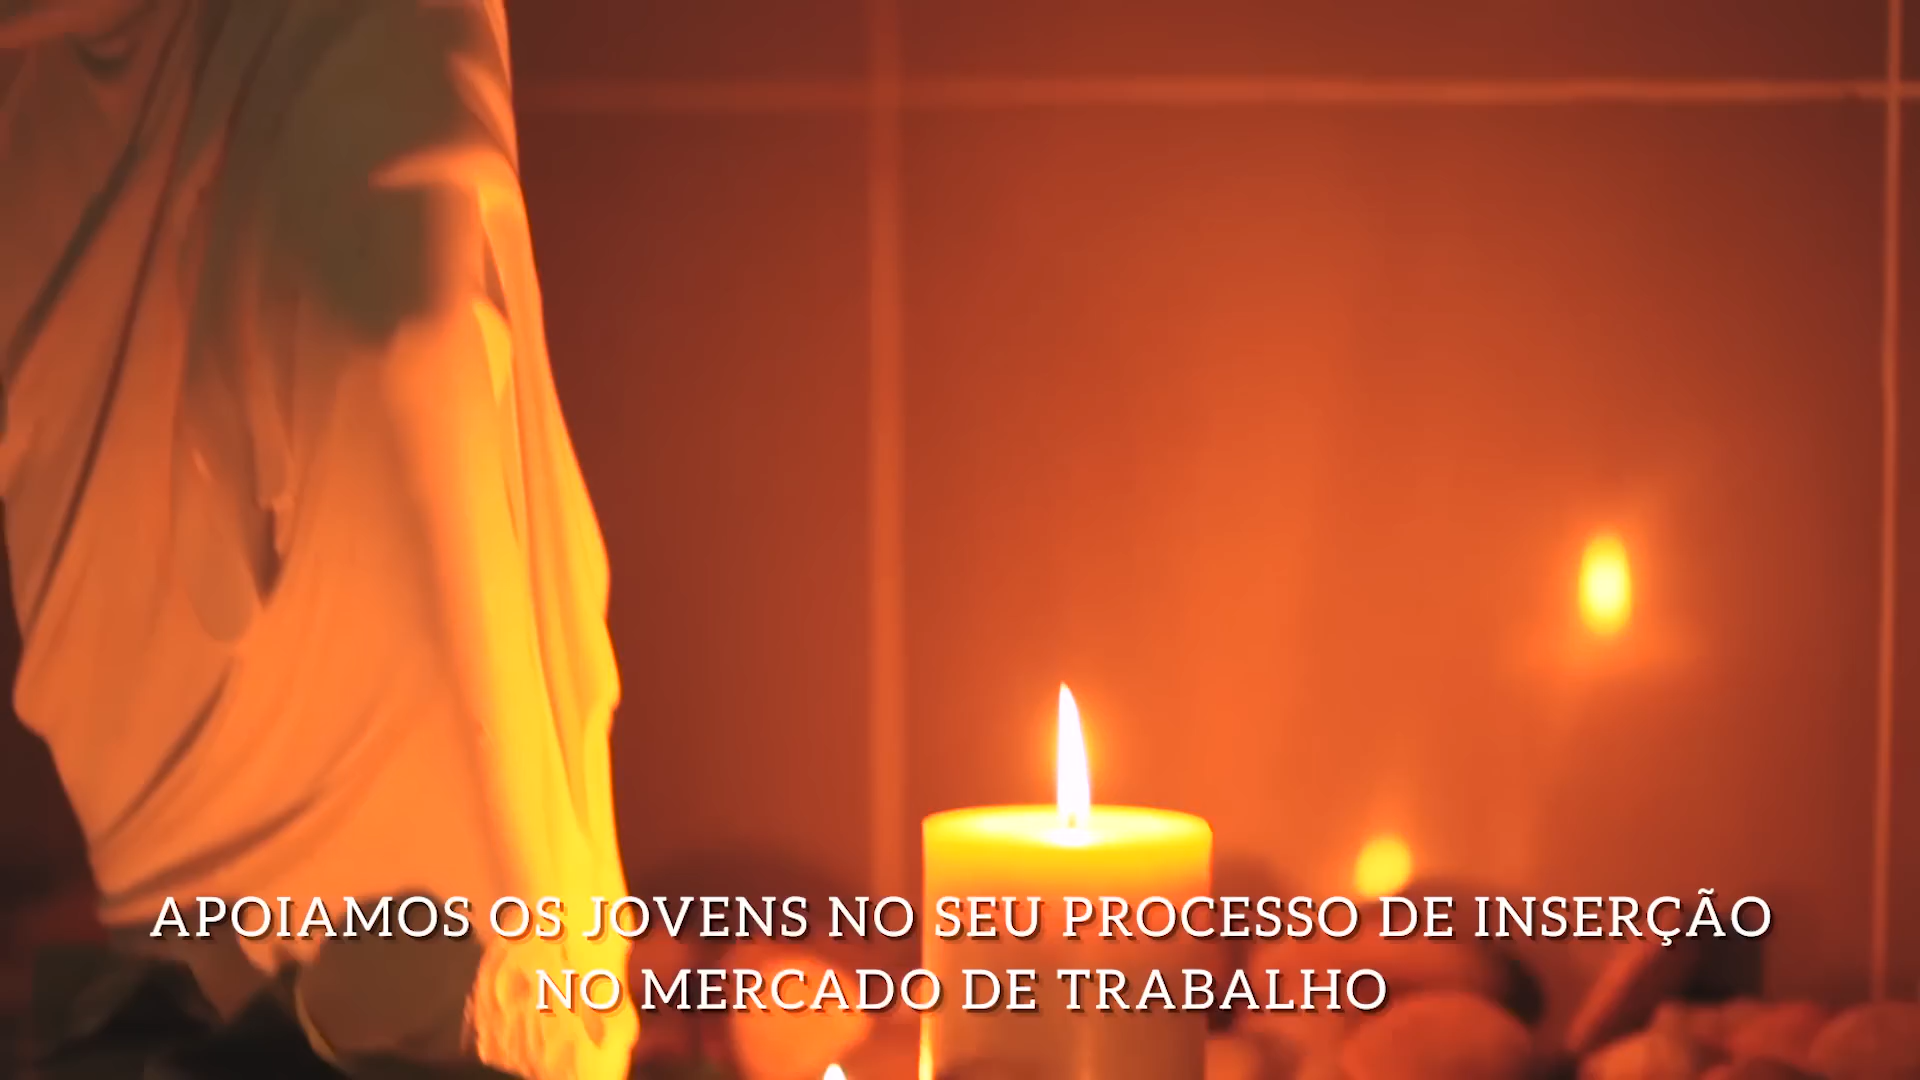 APOIAMOS OS JOVENS NO SEU PROCESSO DE INSERÇÃO
NO MERCADO DE TRABALHO